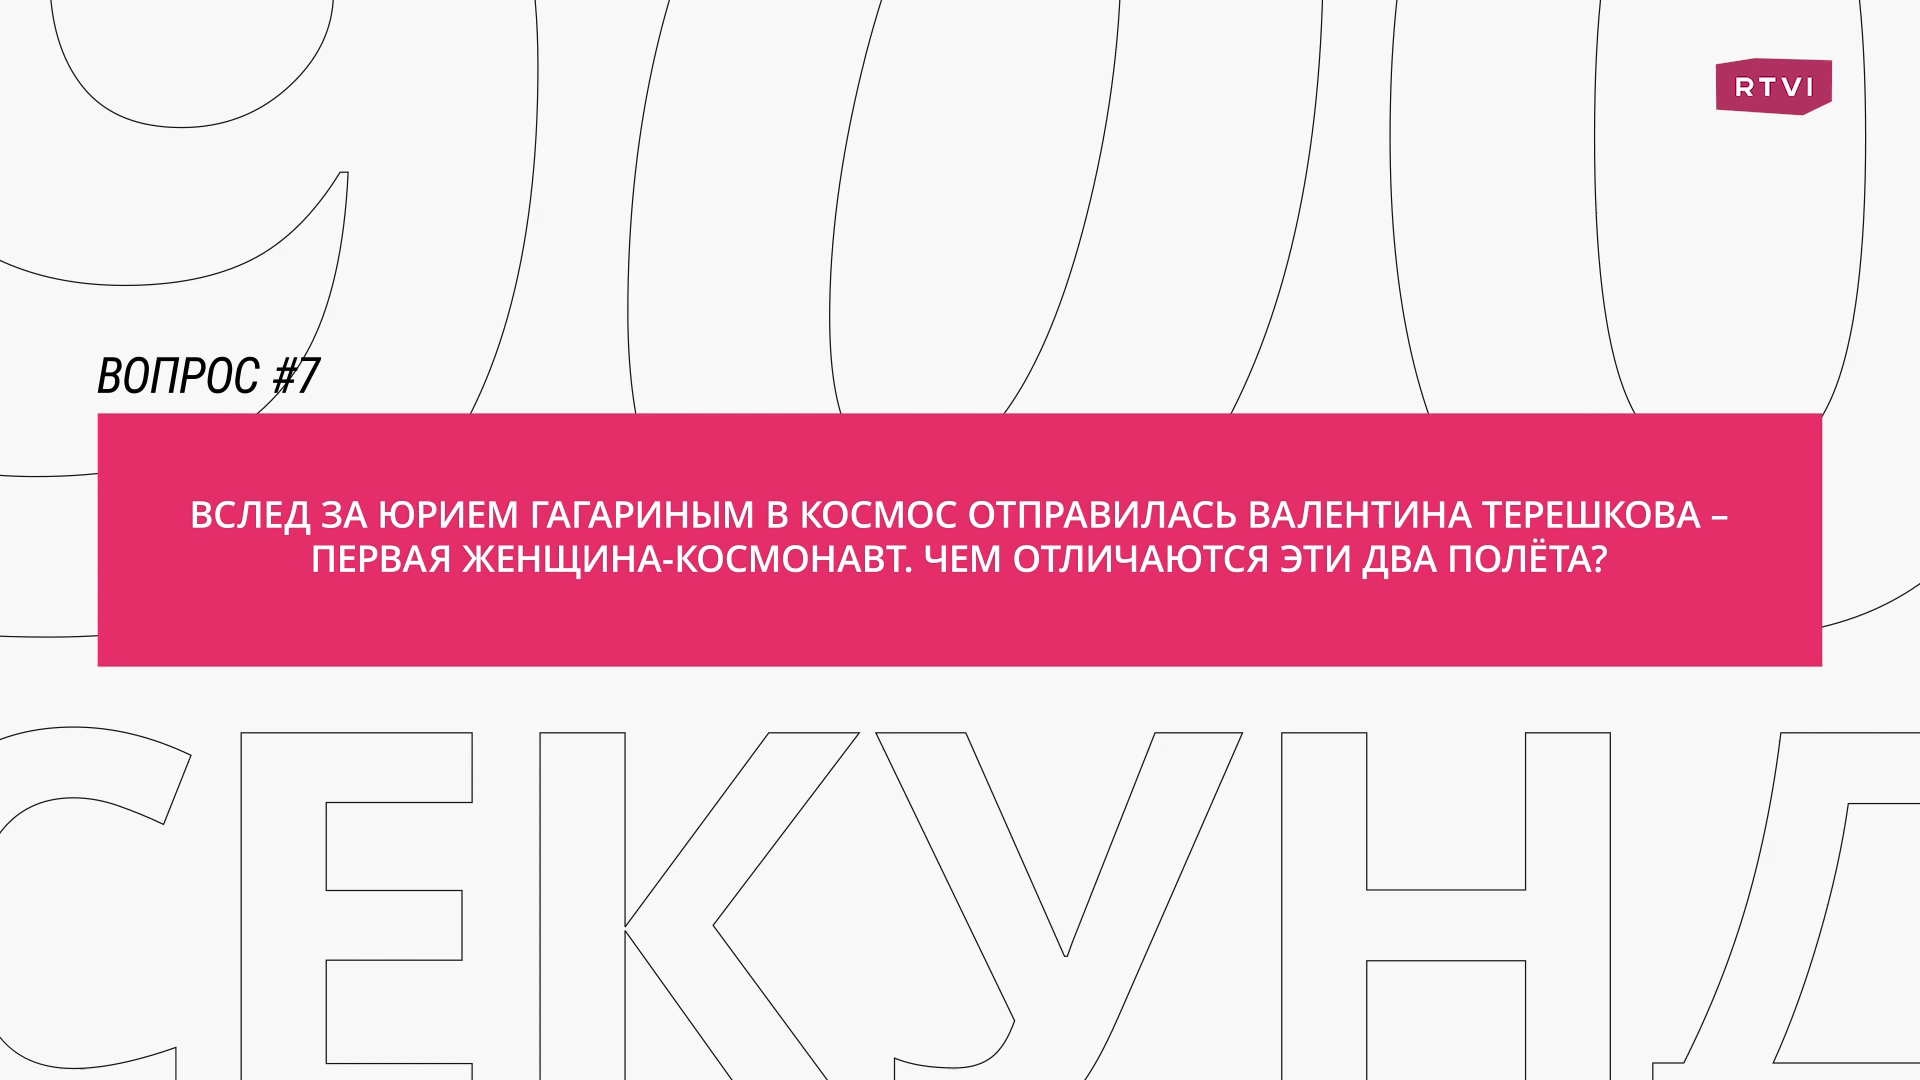 RTVI
ВОПРОС #7
ВСЛЕД ЗА ЮРИЕМ ГАГАРИНЫМ В КОСМОС ОТПРАВИЛАСЬ ВАЛЕНТИНА ТЕРЕШКОВА –
ПЕРВАЯ ЖЕНЩИНА-КОСМОНАВТ. ЧЕМ ОТЛИЧАЮТСЯ ЭТИ ДВА ПОЛЁТА?
900
СЕКУНД